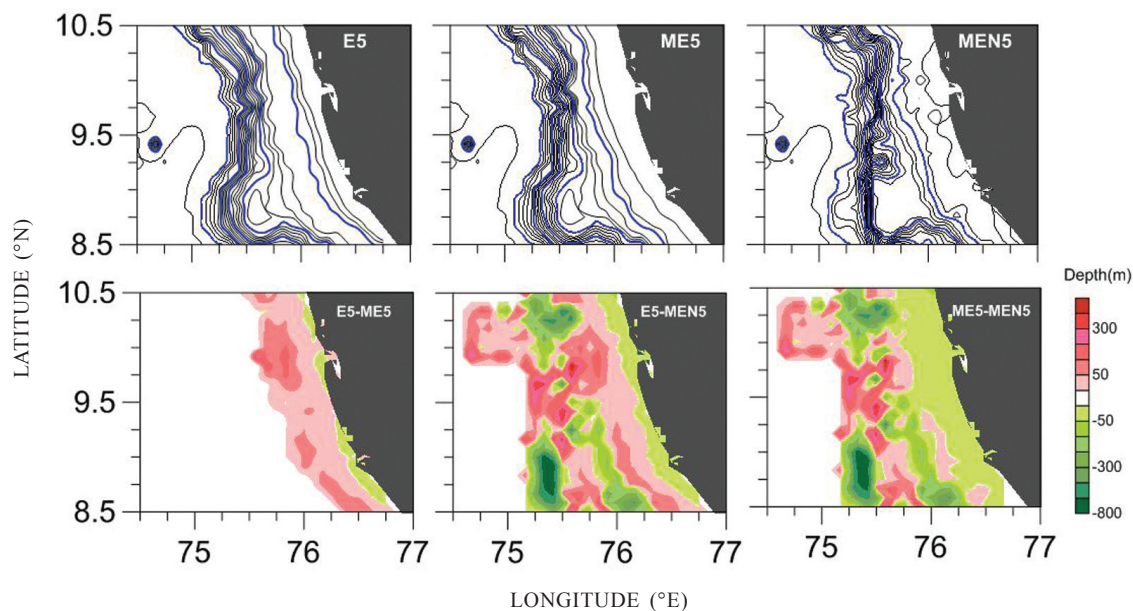 10.5
E5
ME5
MEN5
9.5
8.5
LATITUDE (°N)
10.5
E5-ME5
E5-MEN5
ME5-MEN5
9.5
8.5
Depth(m)
300
50
-50
-300
-800
75 76 77
75 76 77
75 76 77
LONGITUDE (°E)